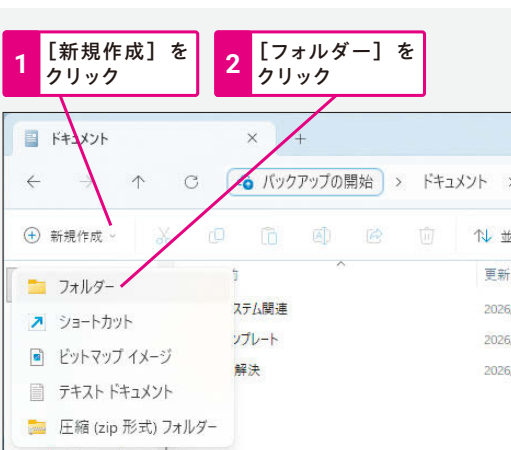 1 [新規作成] を
クリック
2 [フォルダー] を
クリック
ドキュメント × +
バックアップの開始 > ドキュメント >
新規作成
更新
フォルダー
ショートカット
ステム関連 2026
ビットマップ イメージ
ンプレート 2026
テキスト ドキュメント
解決 2026
圧縮 (zip 形式) フォルダー